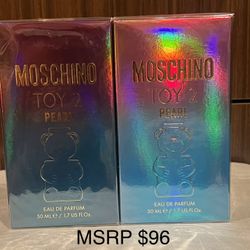 MOSCHINO
TOY 2
PEARL
EAU DE PARFUM
50 ML ℮ / 1.7 US Fl.Oz.
MOSCHINO
TOY 2
PEARL
EAU DE PARFUM
50 ML ℮ / 1.7 US Fl.Oz.
MSRP $96